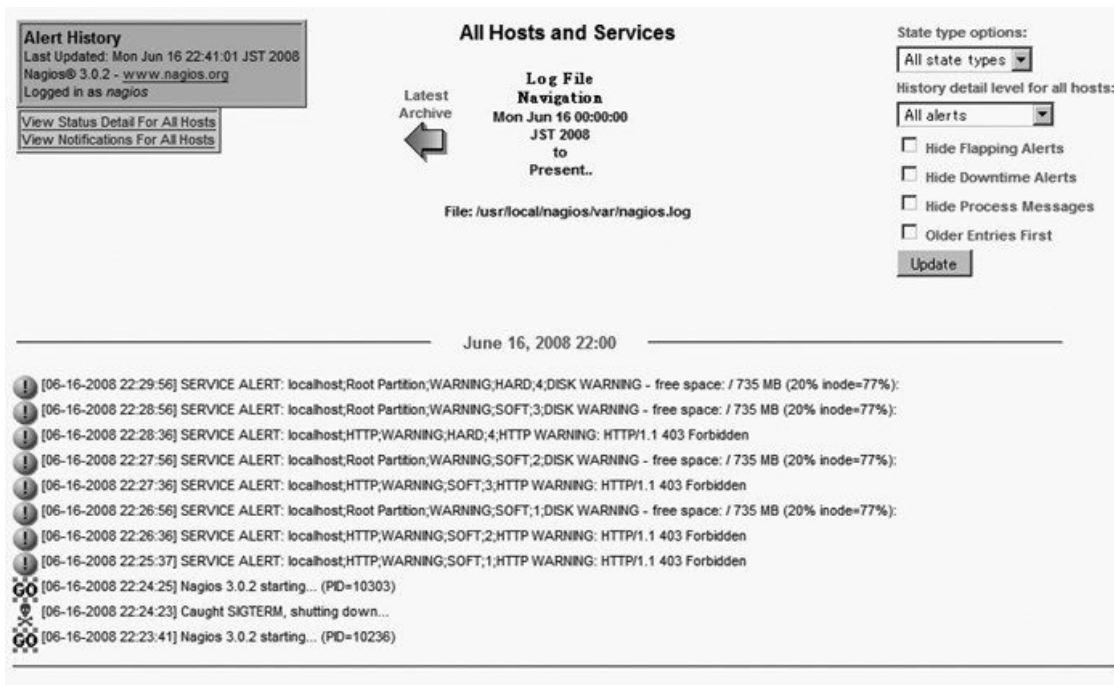 Alert History
Last Updated: Mon Jun 16 22:41:01 JST 2008
Nagios® 3.0.2 - www.nagios.org
Logged in as nagios
View Status Detail For All Hosts
View Notifications For All Hosts
All Hosts and Services
Latest
Archive
Log File
Navigation
Mon Jun 16 00:00:00
JST 2008
to
Present..
File: /usr/local/nagios/var/nagios.log
State type options:
All state types
History detail level for all hosts:
All alerts
Hide Flapping Alerts
Hide Downtime Alerts
Hide Process Messages
Older Entries First
Update
June 16, 2008 22:00
[06-16-2008 22:29:56] SERVICE ALERT: localhost;Root Partition;WARNING;HARD;4;DISK WARNING - free space: / 735 MB (20% inode=77%):
[06-16-2008 22:28:56] SERVICE ALERT: localhost;Root Partition;WARNING;SOFT;3;DISK WARNING - free space: / 735 MB (20% inode=77%):
[06-16-2008 22:28:36] SERVICE ALERT: localhost;HTTP;WARNING;HARD;4;HTTP WARNING: HTTP/1.1 403 Forbidden
[06-16-2008 22:27:56] SERVICE ALERT: localhost;Root Partition;WARNING;SOFT;2;DISK WARNING - free space: / 735 MB (20% inode=77%):
[06-16-2008 22:27:36] SERVICE ALERT: localhost;HTTP;WARNING;SOFT;3;HTTP WARNING: HTTP/1.1 403 Forbidden
[06-16-2008 22:26:56] SERVICE ALERT: localhost;Root Partition;WARNING;SOFT;1;DISK WARNING - free space: / 735 MB (20% inode=77%):
[06-16-2008 22:26:36] SERVICE ALERT: localhost;HTTP;WARNING;SOFT;2;HTTP WARNING: HTTP/1.1 403 Forbidden
[06-16-2008 22:25:37] SERVICE ALERT: localhost;HTTP;WARNING;SOFT;1;HTTP WARNING: HTTP/1.1 403 Forbidden
GO [06-16-2008 22:24:25] Nagios 3.0.2 starting... (PID=10303)
[06-16-2008 22:24:23] Caught SIGTERM, shutting down...
GO [06-16-2008 22:23:41] Nagios 3.0.2 starting... (PID=10236)